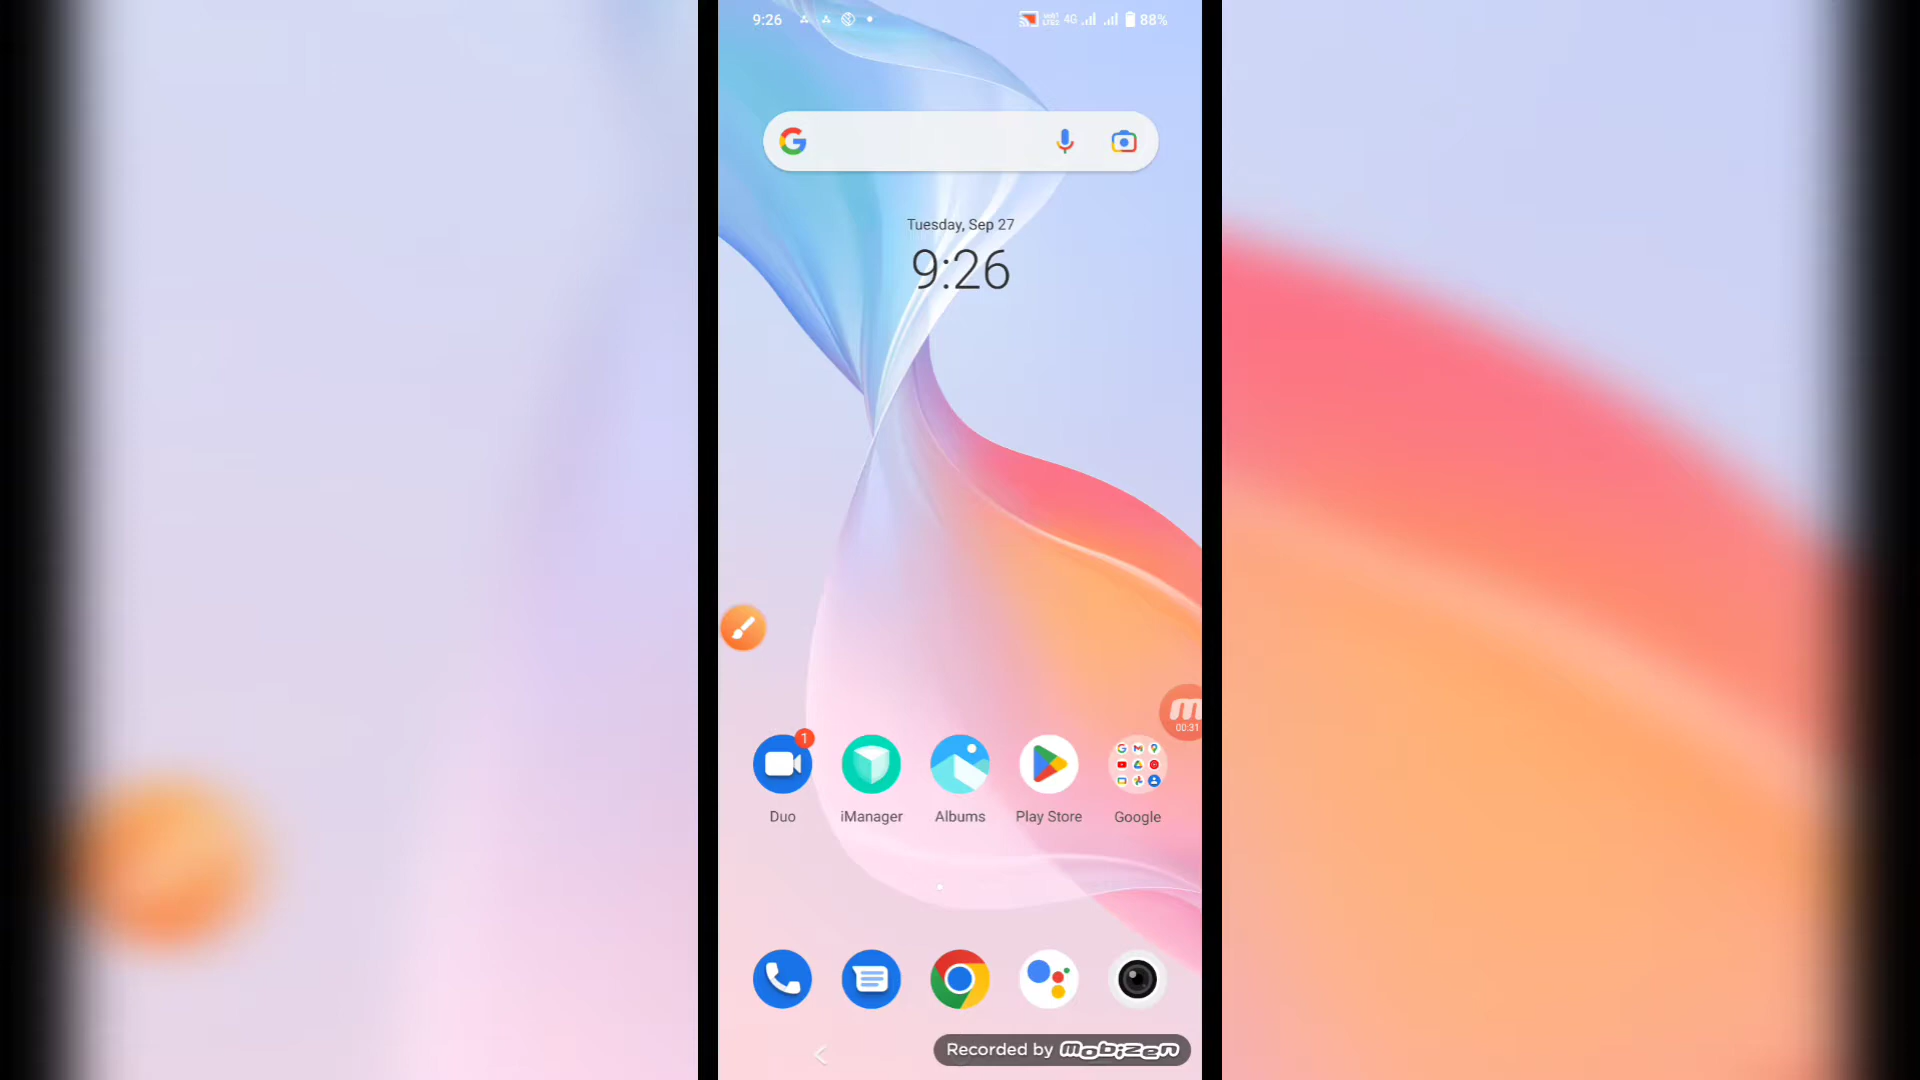 9:26
4G
88%
Tuesday, Sep 27
9:26
00:31
1
Duo
iManager
Albums
Play Store
Google
Recorded by mobizen